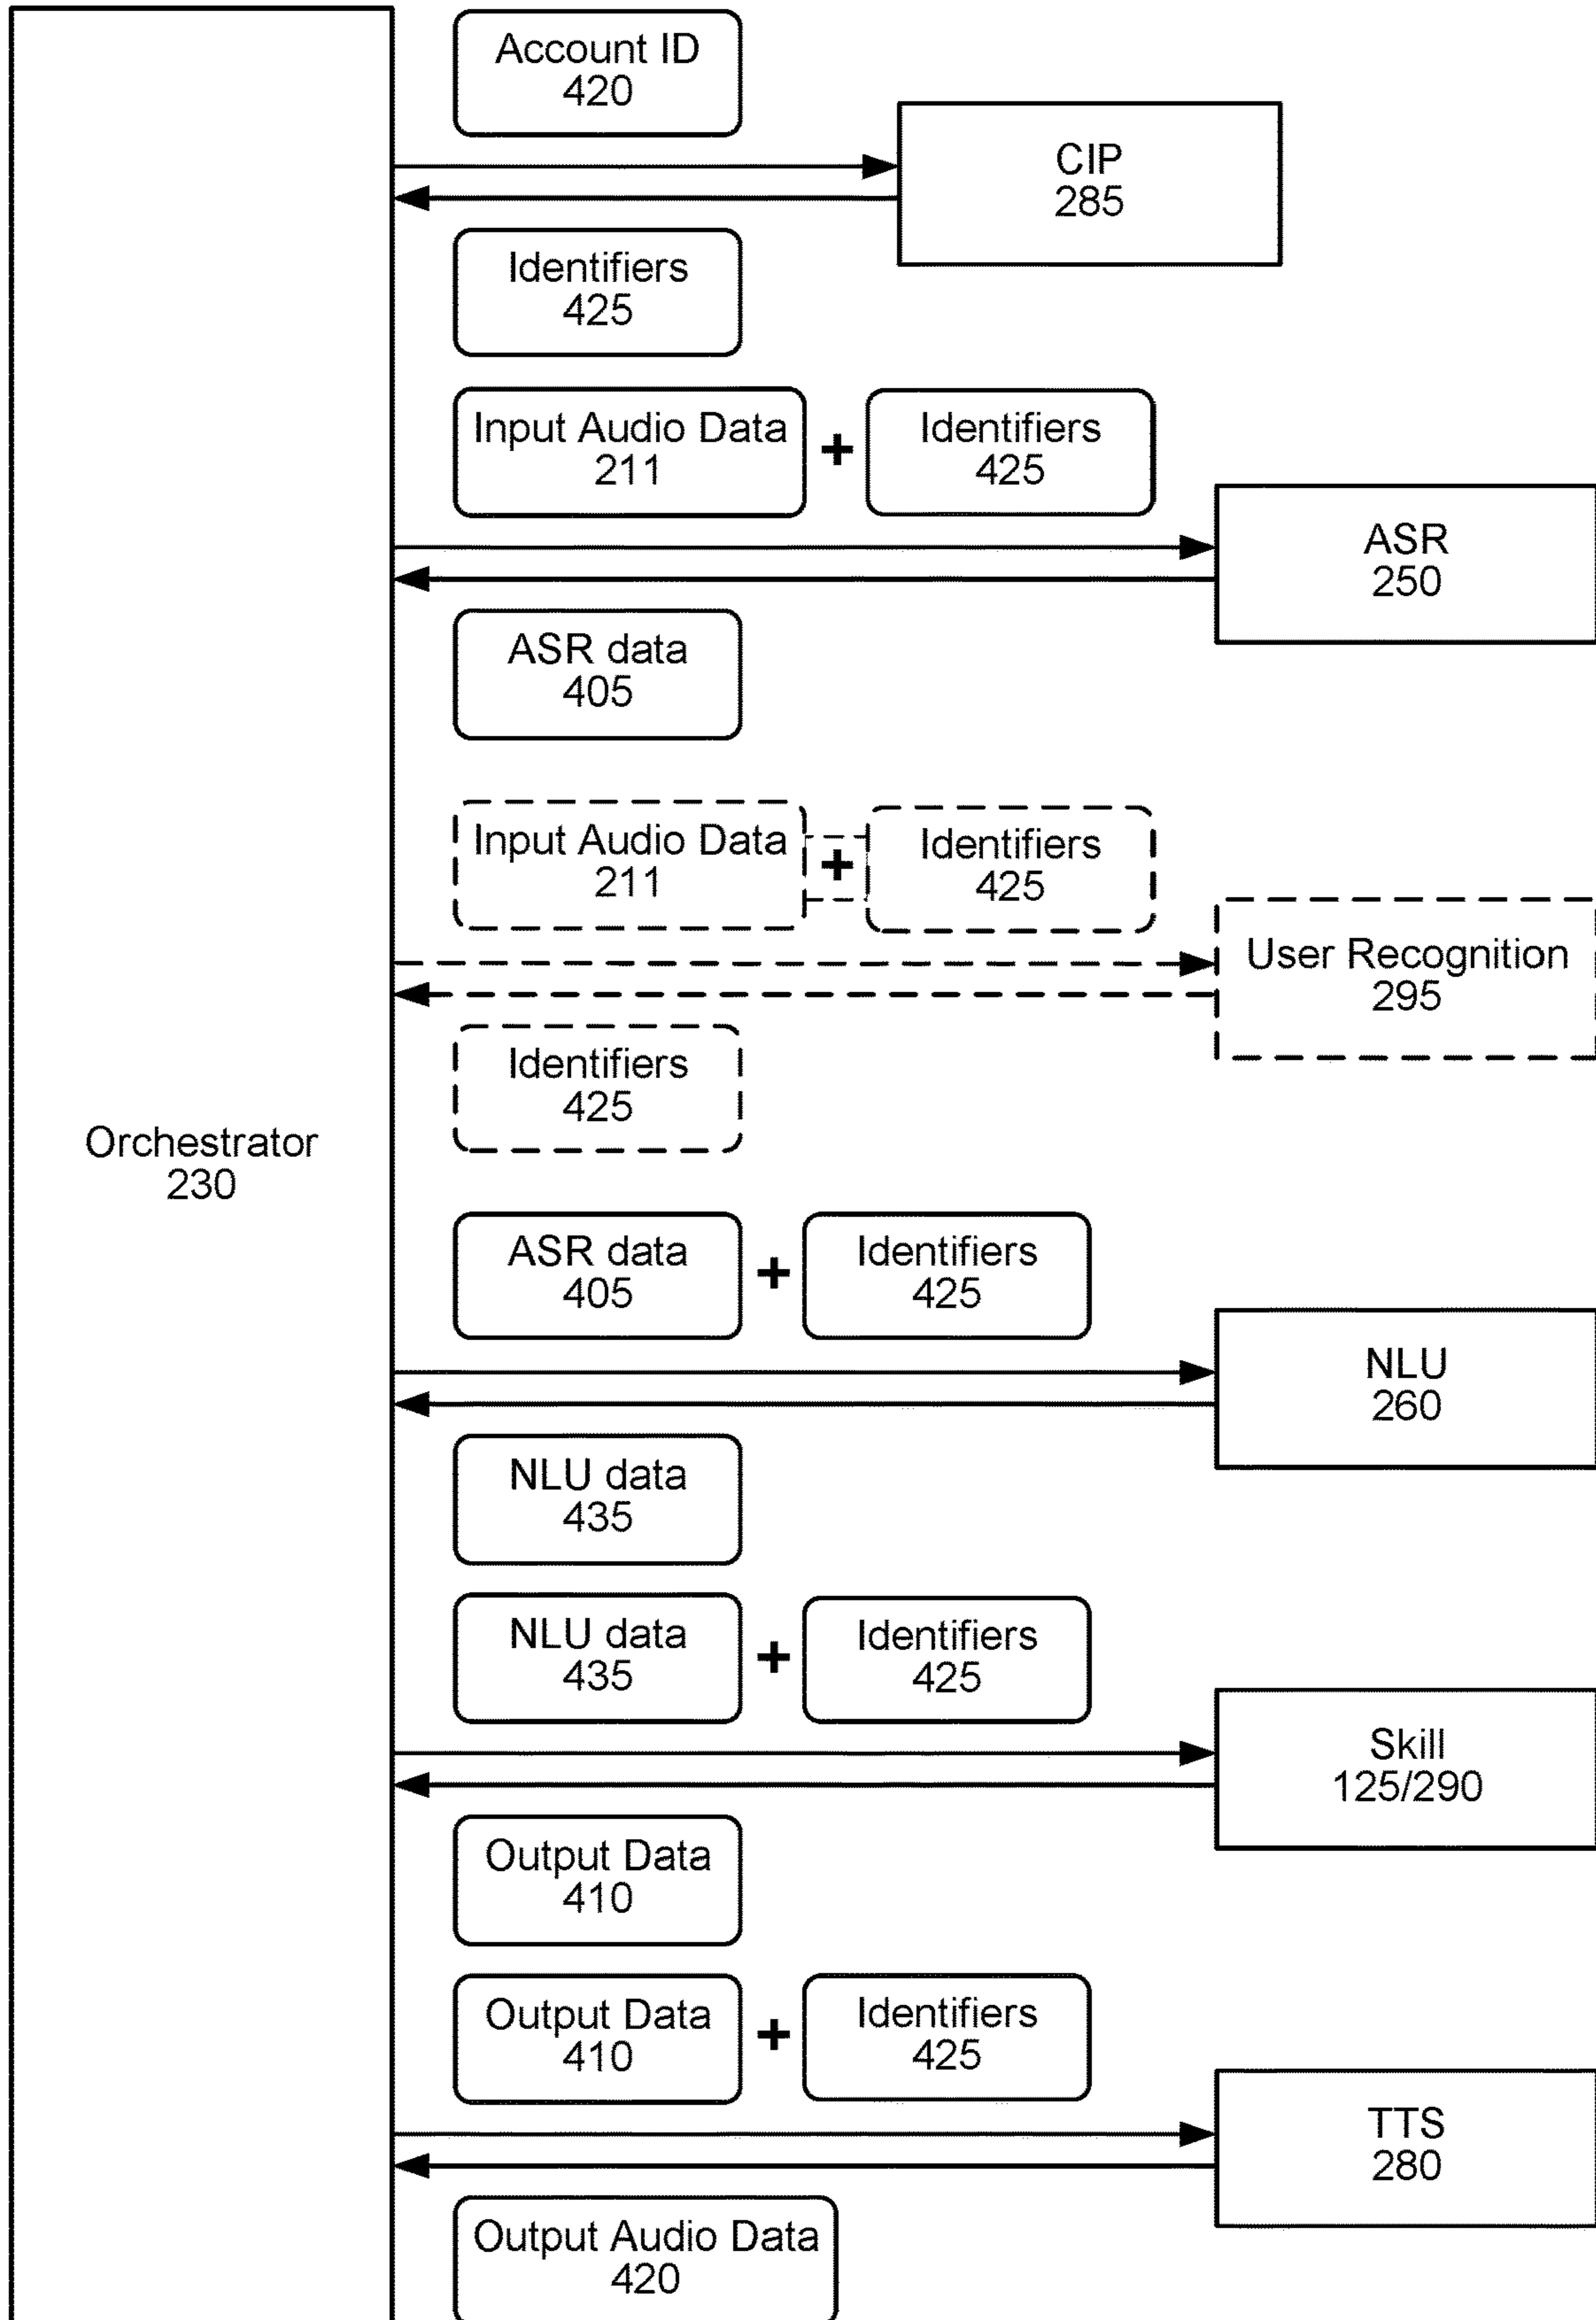 Account ID
420
CIP
285
Identifiers
425
Input Audio Data
211
+
Identifiers
425
ASR
250
ASR data
405
Input Audio Data
211
+
Identifiers
425
User Recognition
295
Identifiers
425
Orchestrator
230
ASR data
405
+
Identifiers
425
NLU
260
NLU data
435
NLU data
435
+
Identifiers
425
Skill
125/290
Output Data
410
Output Data
410
+
Identifiers
425
TTS
280
Output Audio Data
420